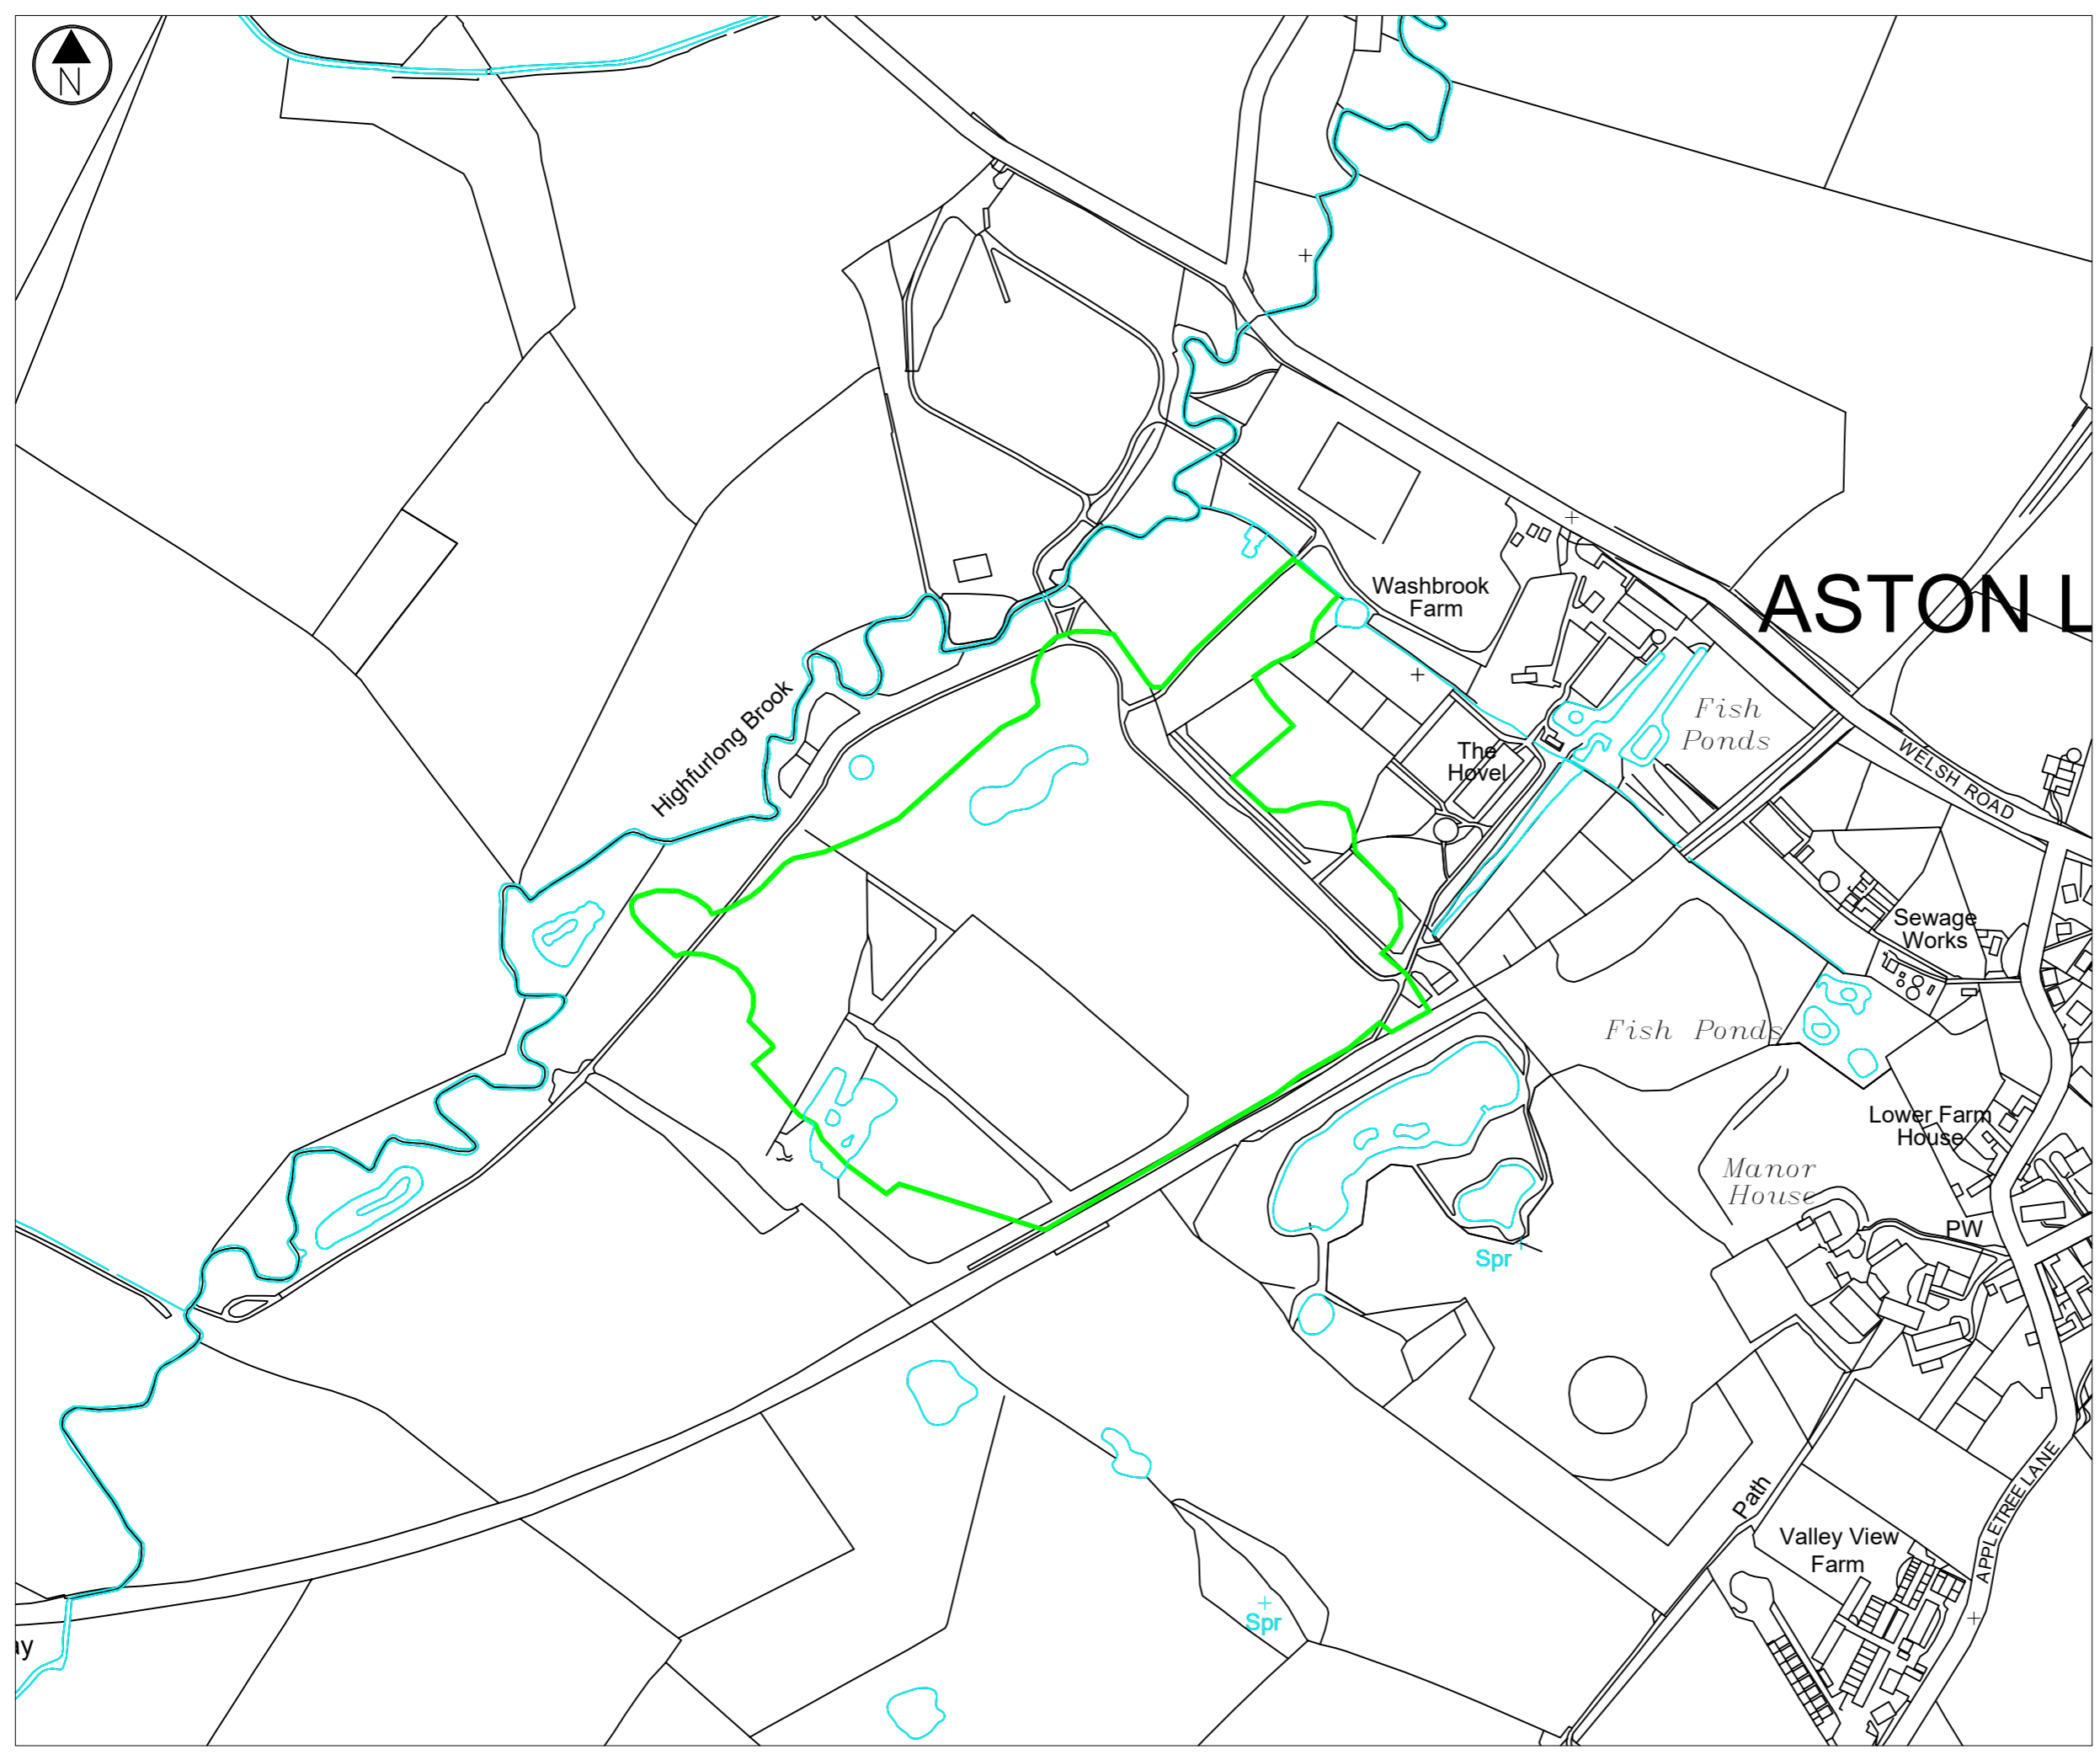 N
Washbrook
Farm
ASTON L
Highfurlong Brook
Fish
Ponds
The
Hovel
WELSH ROAD
Sewage
Works
Fish Ponds
Lower Farm
House
Manor
House
PW
Spr
Path
APPLETREE LANE
Valley View
Farm
Spr
ay